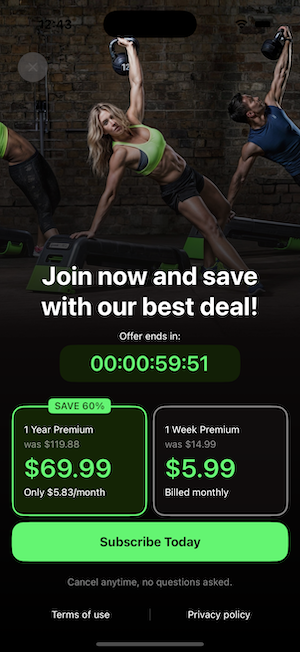 12:43
12
Join now and save
with our best deal!
Offer ends in:
00:00:59:51
SAVE 60%
1 Year Premium
was $119.88
$69.99
Only $5.83/month
1 Week Premium
was $14.99
$5.99
Billed monthly
Subscribe Today
Cancel anytime, no questions asked.
Terms of use
Privacy policy